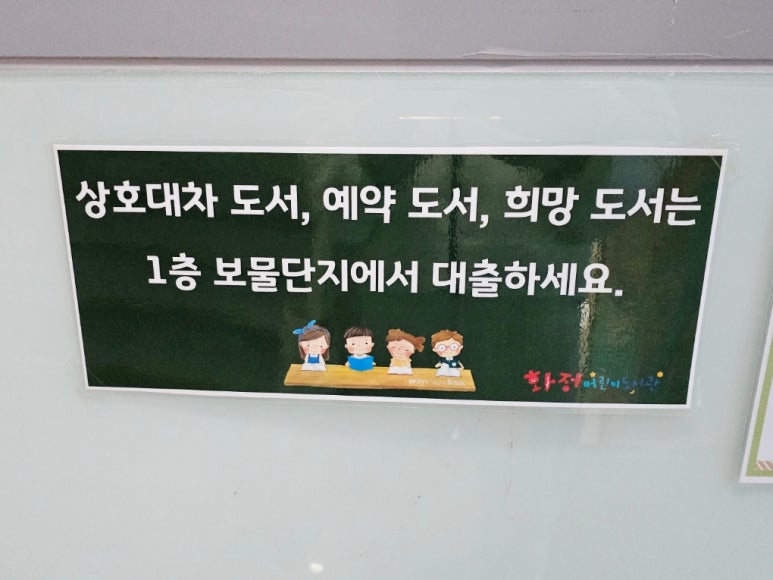 상호대차 도서, 예약 도서, 희망 도서는
1층 보물단지에서 대출하세요.
화정어린이도서관